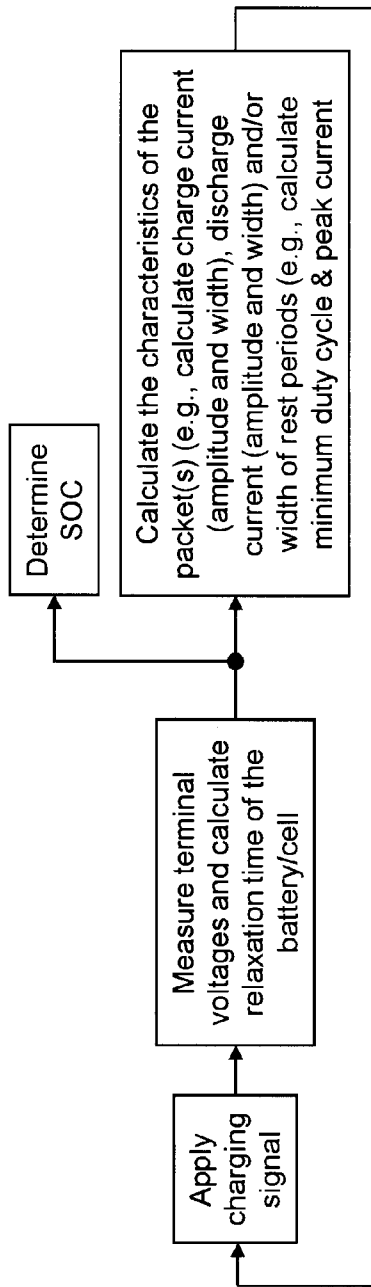 Apply
charging
signal
Measure terminal
voltages and calculate
relaxation time of the
battery/cell
Determine
SOC
Calculate the characteristics of the
packet(s) (e.g., calculate charge current
(amplitude and width), discharge
current (amplitude and width) and/or
width of rest periods (e.g., calculate
minimum duty cycle & peak current